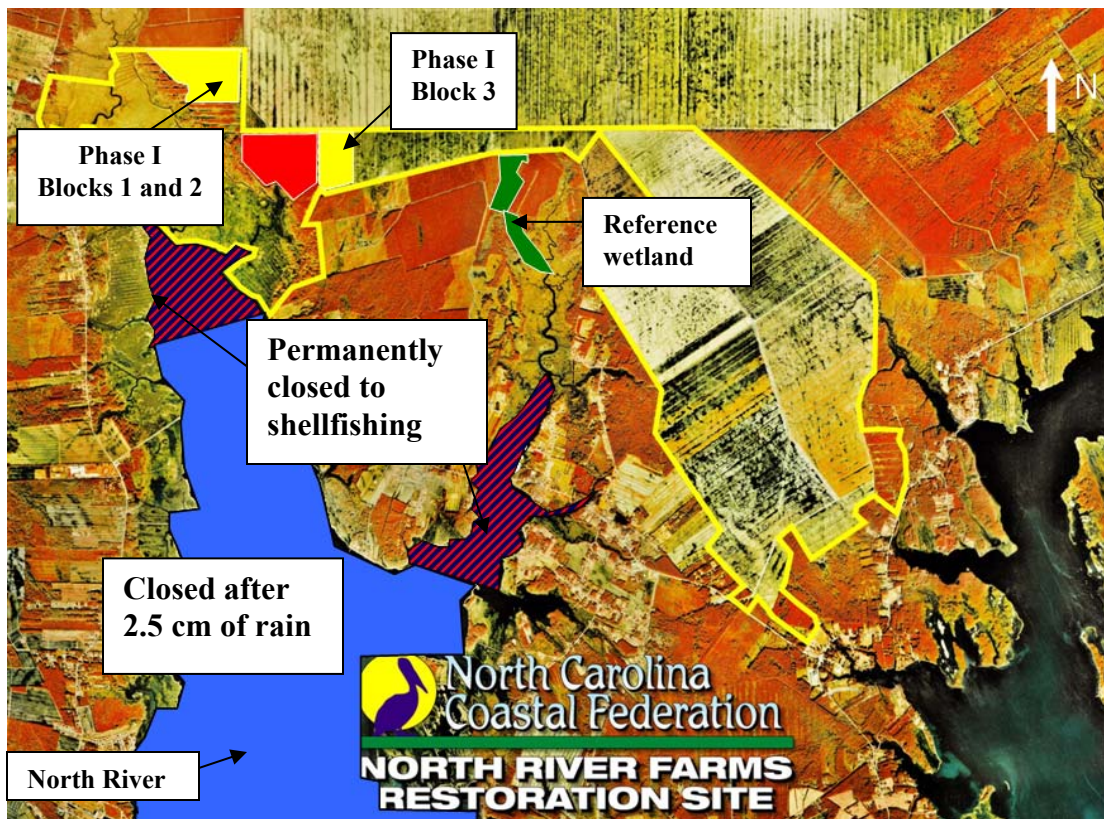 Phase I
Block 3
N
Phase I
Blocks 1 and 2
Reference
wetland
Permanently
closed to
shellfishing
Closed after
2.5 cm of rain
North River
North Carolina
Coastal Federation
NORTH RIVER FARMS
RESTORATION SITE